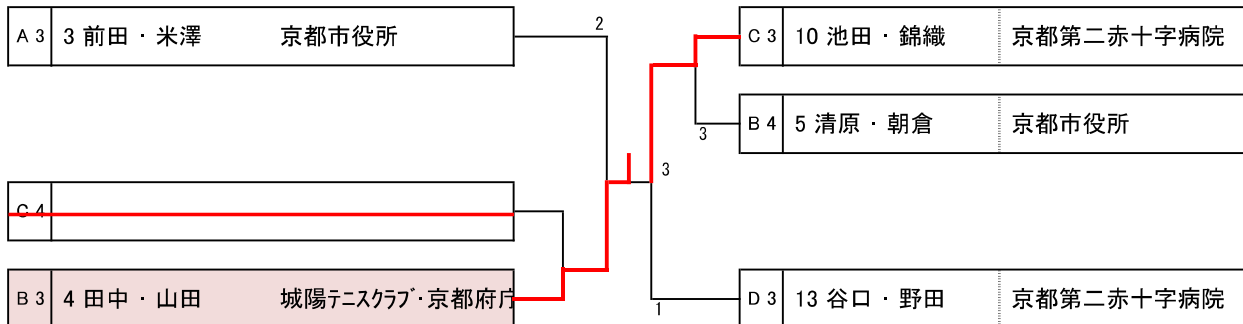 A 3 3 前田・米澤 京都市役所
2
C 3 10 池田・錦織 京都第二赤十字病院
B 4 5 清原・朝倉 京都市役所
3
3
C 4
B 3 4 田中・山田 城陽テニスクラブ・京都府庁
D 3 13 谷口・野田 京都第二赤十字病院
1